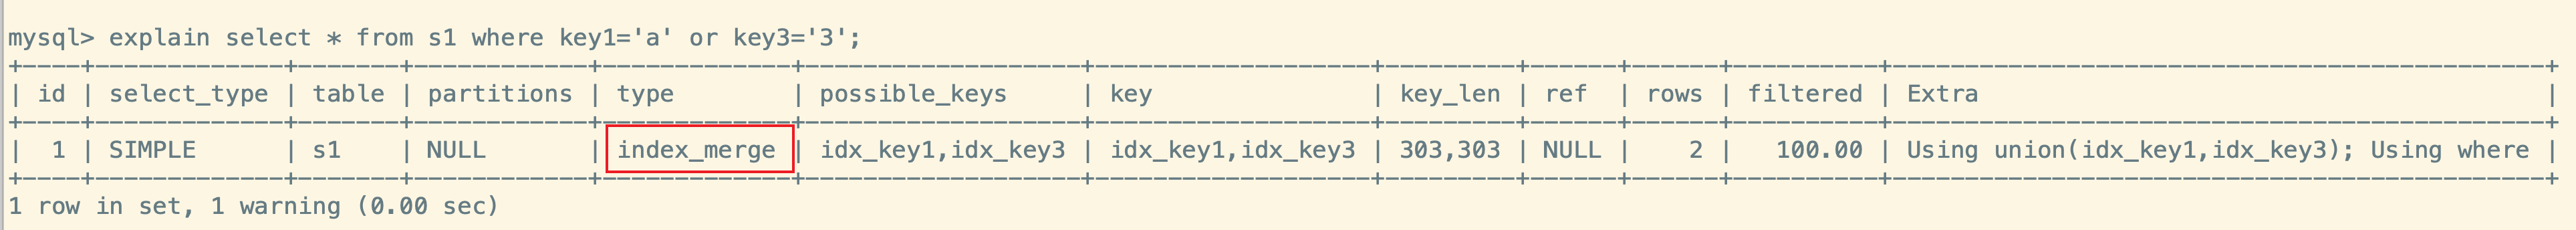 mysql> explain select * from s1 where key1='a' or key3='3';
+----+-------------+-------+------------+-------------+-------------------+-------------------+---------+------+------+----------+---------------------------------------------+
| id | select_type | table | partitions | type        | possible_keys     | key               | key_len | ref  | rows | filtered | Extra                                       |
+----+-------------+-------+------------+-------------+-------------------+-------------------+---------+------+------+----------+---------------------------------------------+
|  1 | SIMPLE      | s1    | NULL       | index_merge | idx_key1,idx_key3 | idx_key1,idx_key3 | 303,303 | NULL |    2 |   100.00 | Using union(idx_key1,idx_key3); Using where |
+----+-------------+-------+------------+-------------+-------------------+-------------------+---------+------+------+----------+---------------------------------------------+
1 row in set, 1 warning (0.00 sec)